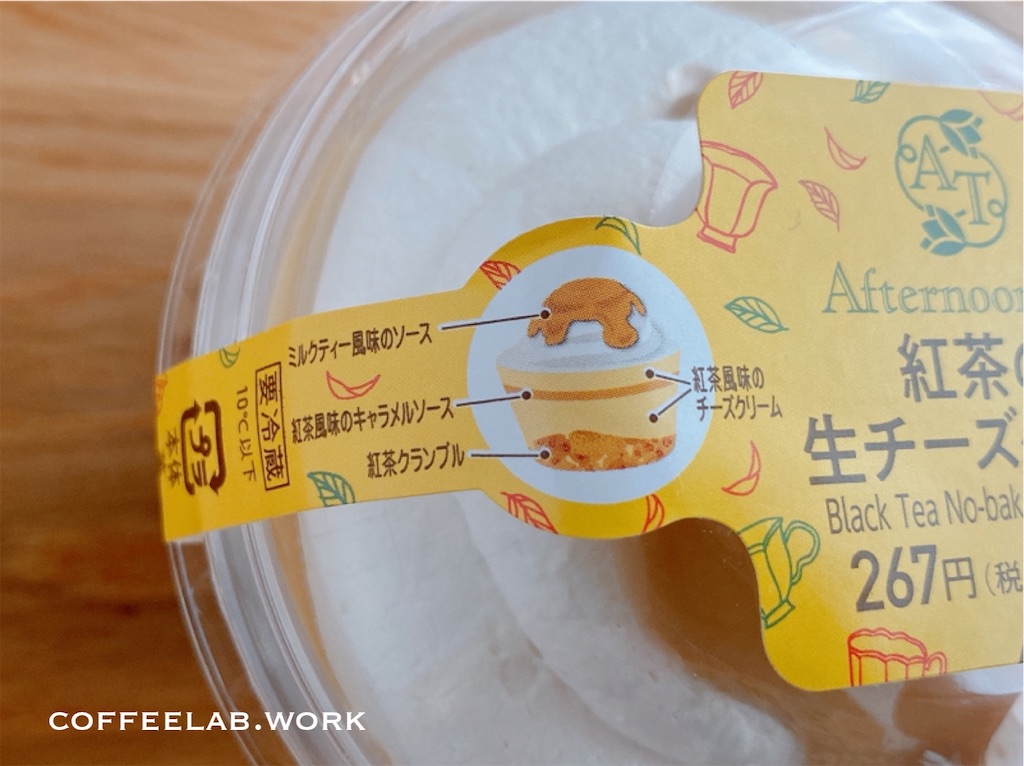 ミルクティー風味のソース
紅茶風味のキャラメルソース
紅茶クランブル
紅茶風味の
チーズクリーム
要冷蔵
10℃以下
プラ
本体
A
T
Afternoon
紅茶の
生チーズ
Black Tea No-bak
267円(税
COFFEELAB.WORK